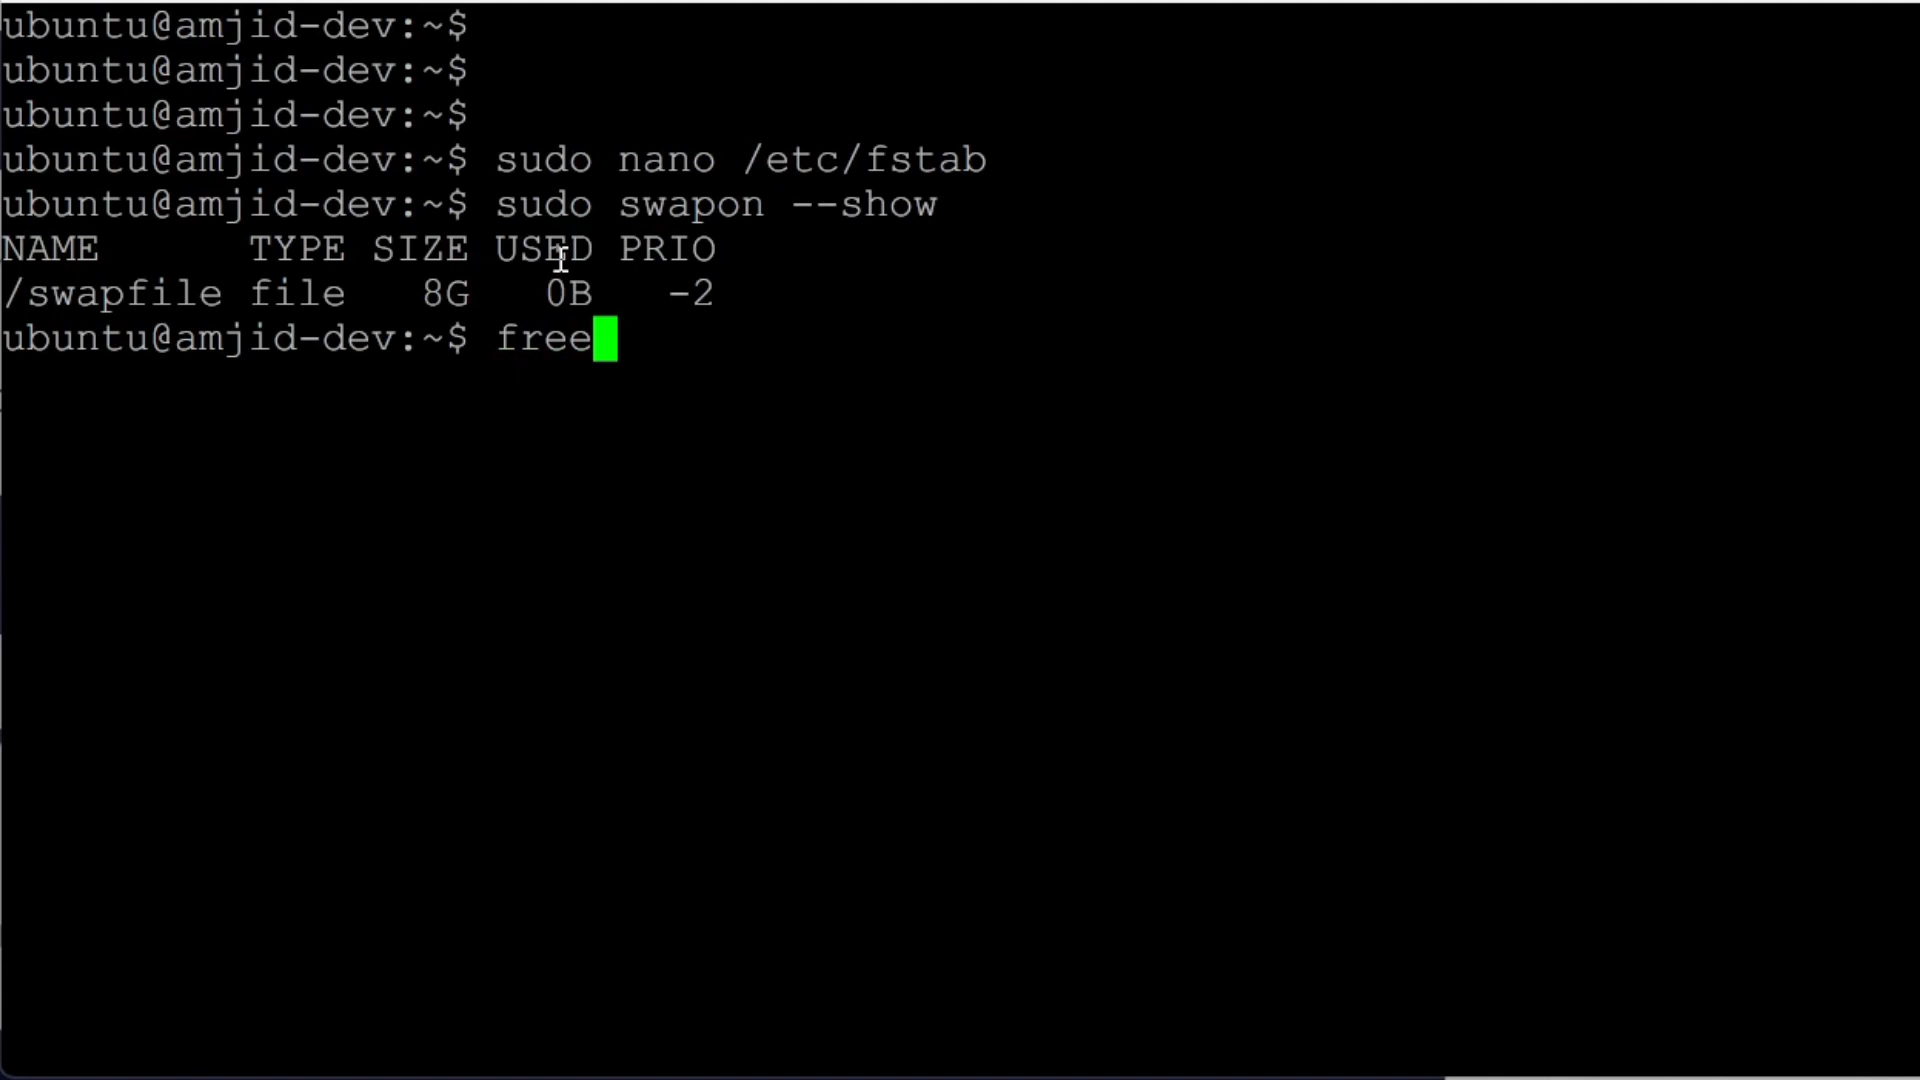 ubuntu@amjid-dev:~$
ubuntu@amjid-dev:~$
ubuntu@amjid-dev:~$
ubuntu@amjid-dev:~$ sudo nano /etc/fstab
ubuntu@amjid-dev:~$ sudo swapon --show
NAME      TYPE SIZE USED PRIO
/swapfile file   8G   0B   -2
ubuntu@amjid-dev:~$ free